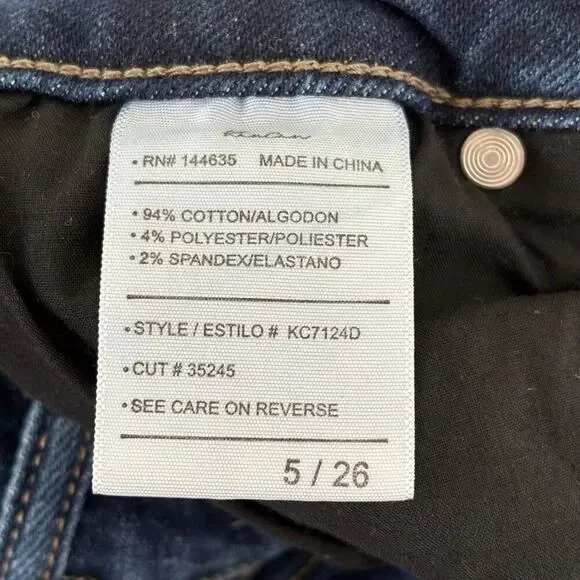 KanCan
• RN# 144635 MADE IN CHINA
• 94% COTTON/ALGODON
• 4% POLYESTER/POLIESTER
• 2% SPANDEX/ELASTANO
• STYLE / ESTILO # KC7124D
• CUT # 35245
• SEE CARE ON REVERSE
5 / 26